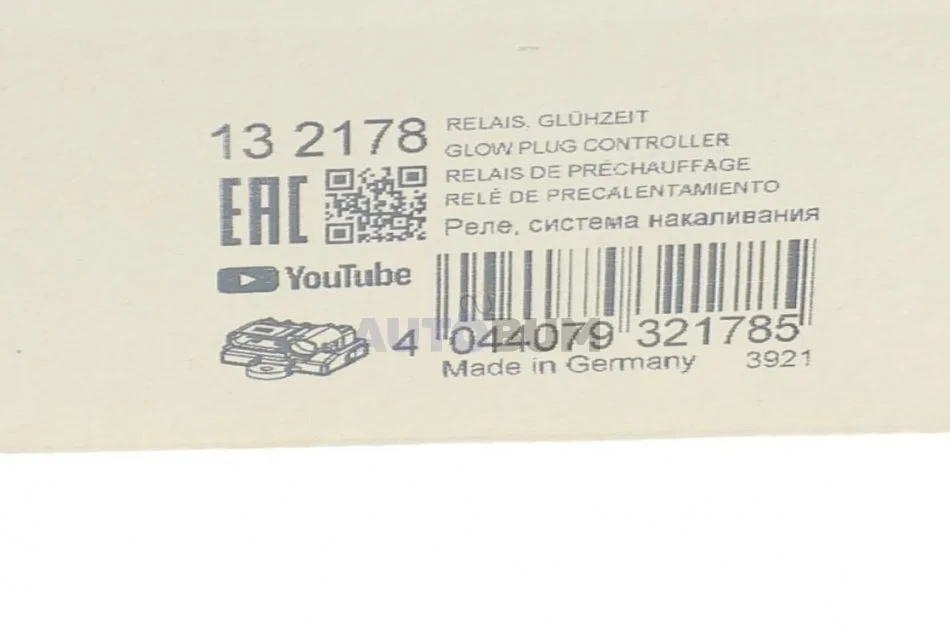 13 2178
RELAIS, GLÜHZEIT
GLOW PLUG CONTROLLER
RELAIS DE PRÉCHAUFFAGE
RELÉ DE PRECALENTAMIENTO
Реле, система накаливания
EAC
YouTube
AUTOBUM
4 044079 321785
Made in Germany 3921